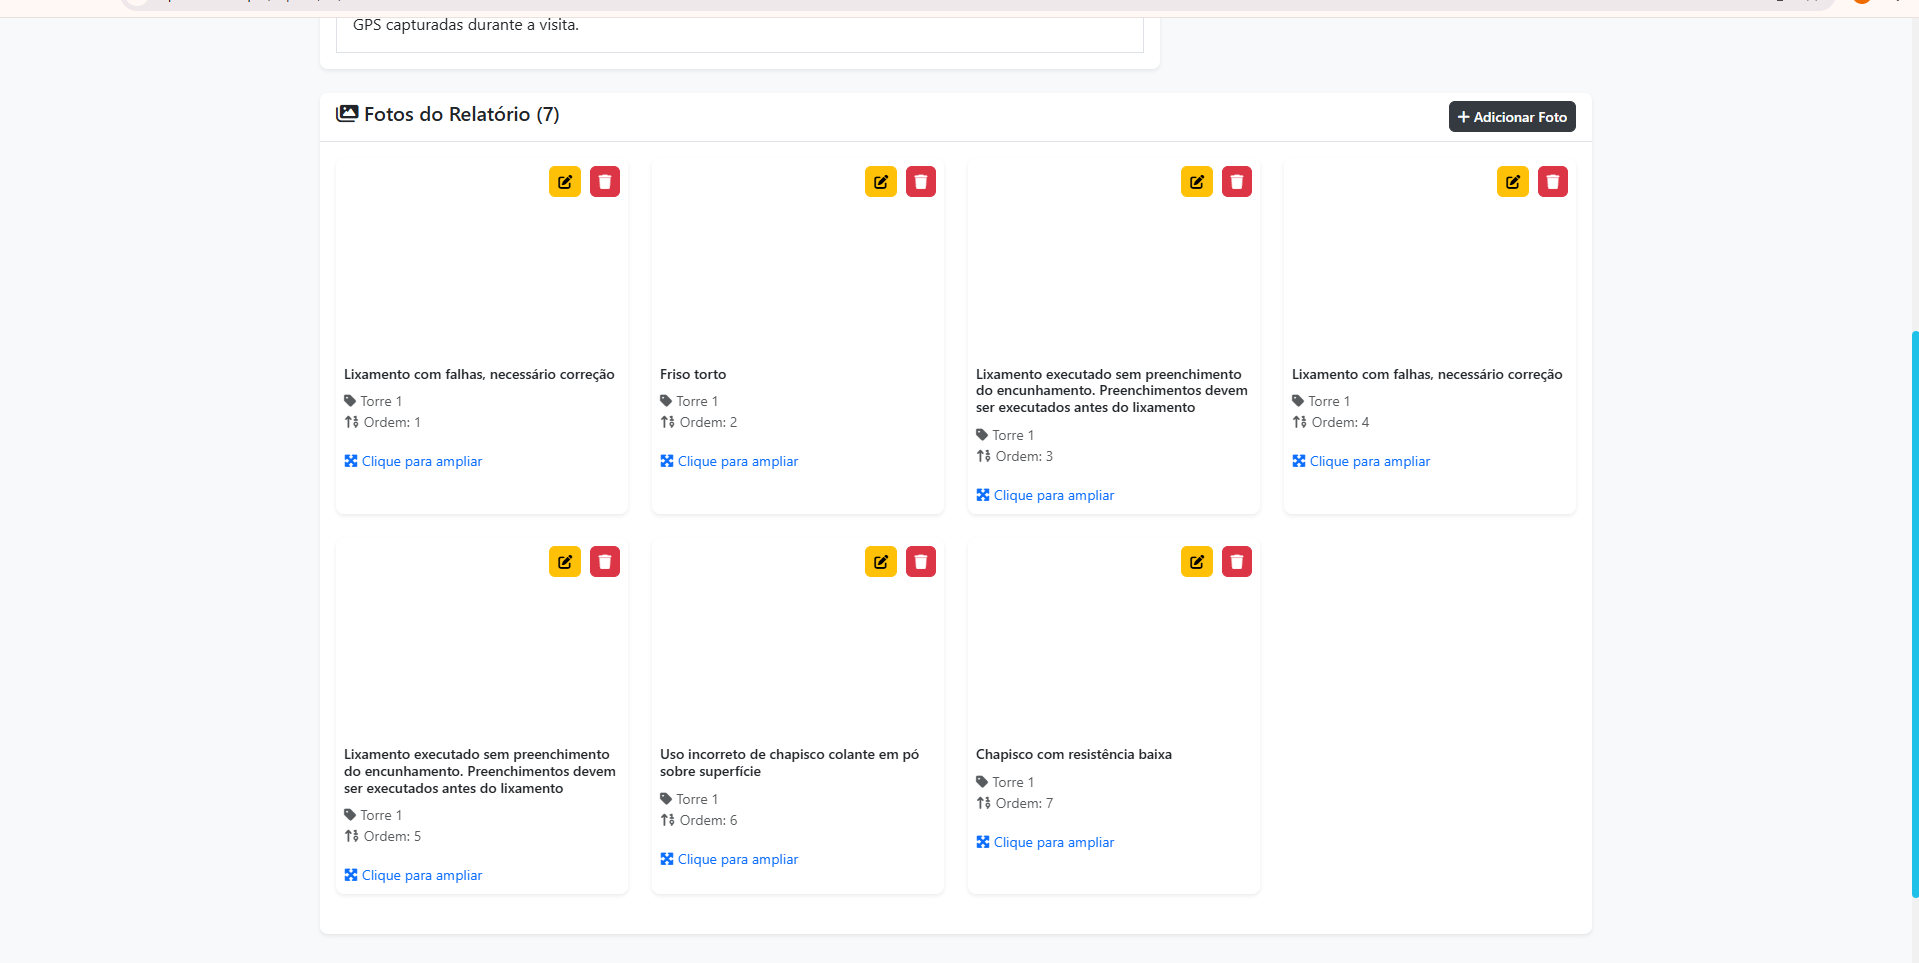 GPS capturadas durante a visita.
Fotos do Relatório (7)
+ Adicionar Foto
Lixamento com falhas, necessário correção
Torre 1
Ordem: 1
Clique para ampliar
Friso torto
Torre 1
Ordem: 2
Clique para ampliar
Lixamento executado sem preenchimento
do encunhamento. Preenchimentos devem
ser executados antes do lixamento
Torre 1
Ordem: 3
Clique para ampliar
Lixamento com falhas, necessário correção
Torre 1
Ordem: 4
Clique para ampliar
Lixamento executado sem preenchimento
do encunhamento. Preenchimentos devem
ser executados antes do lixamento
Torre 1
Ordem: 5
Clique para ampliar
Uso incorreto de chapisco colante em pó
sobre superfície
Torre 1
Ordem: 6
Clique para ampliar
Chapisco com resistência baixa
Torre 1
Ordem: 7
Clique para ampliar